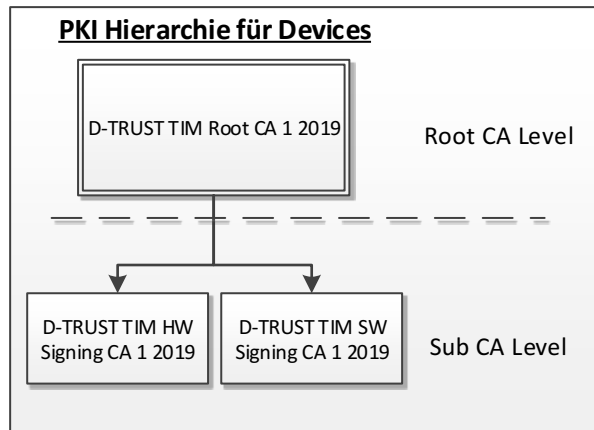 PKI Hierarchie für Devices
D-TRUST TIM Root CA 1 2019
Root CA Level
D-TRUST TIM HW
Signing CA 1 2019
D-TRUST TIM SW
Signing CA 1 2019
Sub CA Level